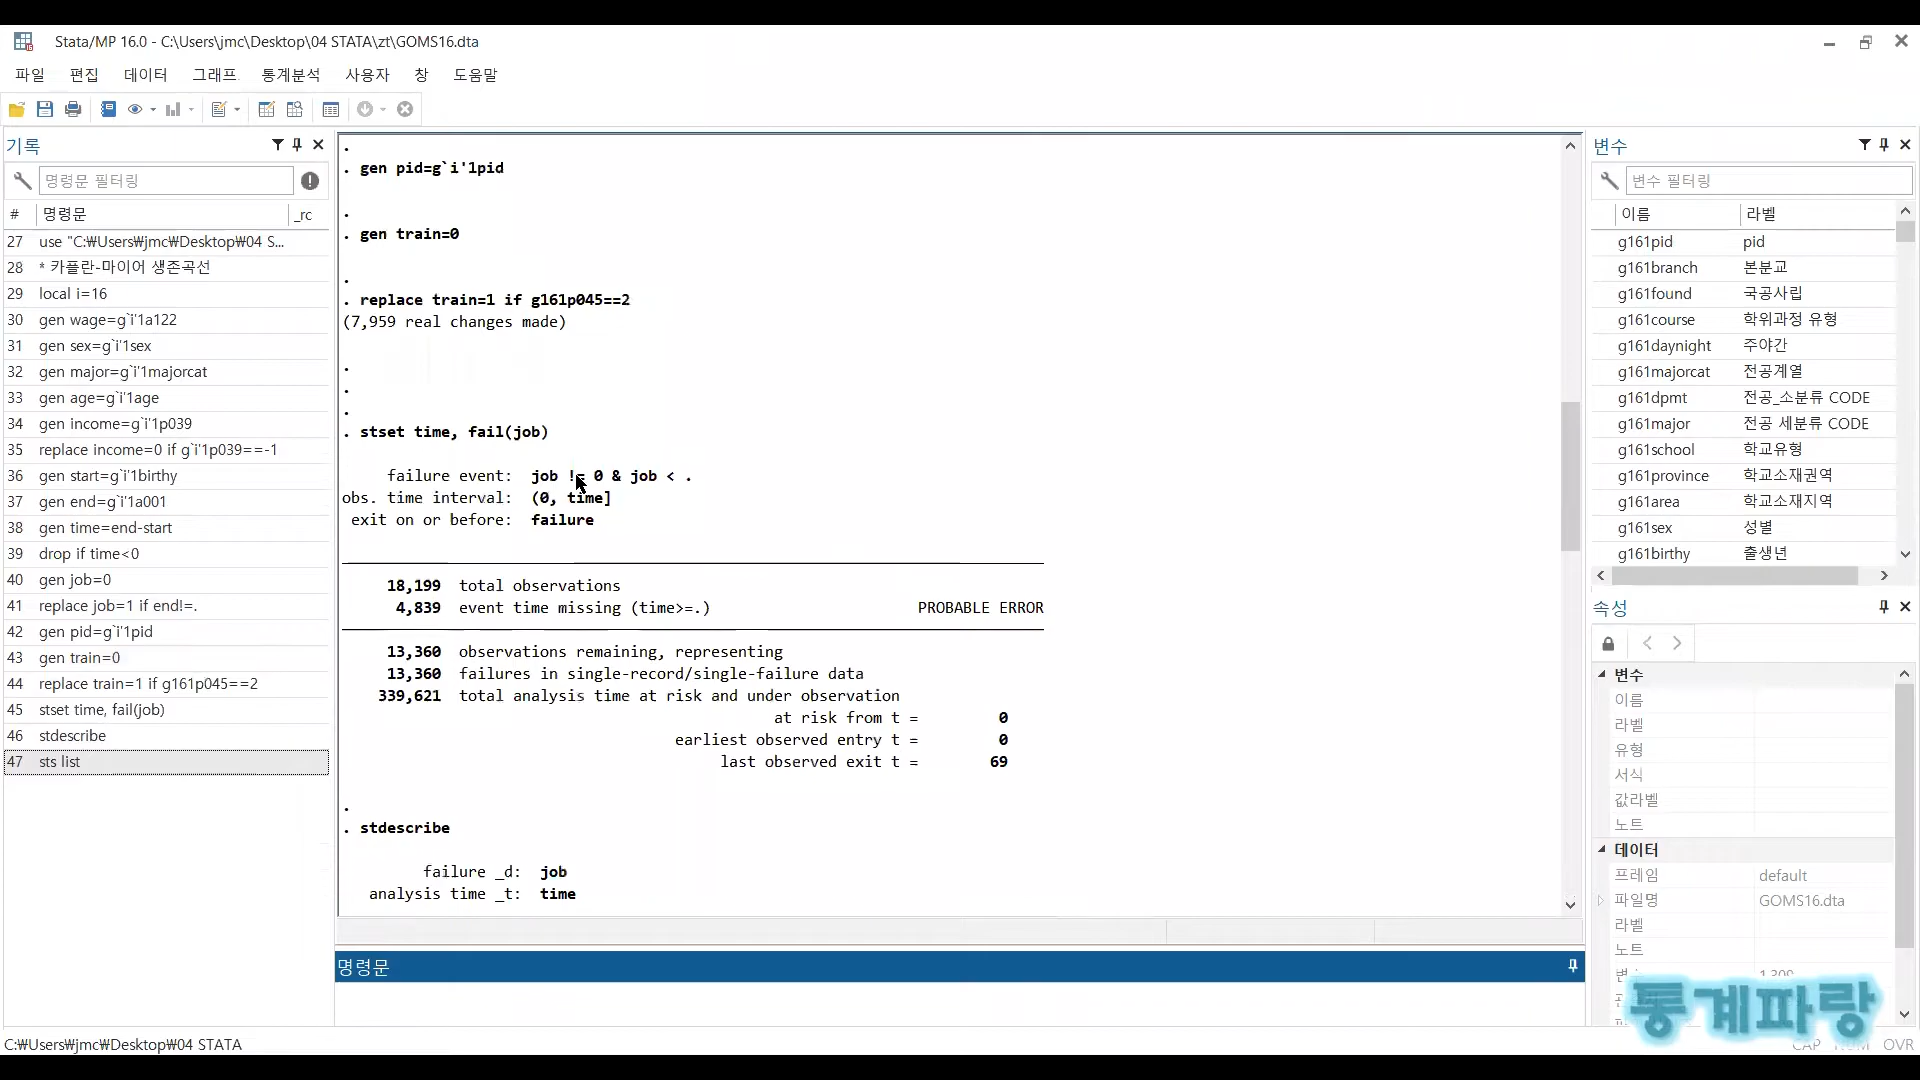 Stata/MP 16.0 - C:\Users\jmc\Desktop\04 STATA\zt\GOMS16.dta
파일 편집 데이터 그래프 통계분석 사용자 창 도움말
기록
명령문 필터링
# 명령문 _rc
27 use "C:₩Users₩jmc₩Desktop₩04 S...
28 * 카플란-마이어 생존곡선
29 local i=16
30 gen wage=g`i'1a122
31 gen sex=g`i'1sex
32 gen major=g`i'1majorcat
33 gen age=g`i'1age
34 gen income=g`i'1p039
35 replace income=0 if g`i'1p039==-1
36 gen start=g`i'1birthy
37 gen end=g`i'1a001
38 gen time=end-start
39 drop if time<0
40 gen job=0
41 replace job=1 if end!=.
42 gen pid=g`i'1pid
43 gen train=0
44 replace train=1 if g161p045==2
45 stset time, fail(job)
46 stdescribe
47 sts list
.
. gen pid=g`i'1pid
.
. gen train=0
.
. replace train=1 if g161p045==2
(7,959 real changes made)
.
.
.
. stset time, fail(job)
failure event: job != 0 & job < .
obs. time interval: (0, time]
exit on or before: failure
18,199 total observations
4,839 event time missing (time>=.) PROBABLE ERROR
13,360 observations remaining, representing
13,360 failures in single-record/single-failure data
339,621 total analysis time at risk and under observation
at risk from t = 0
earliest observed entry t = 0
last observed exit t = 69
.
. stdescribe
failure _d: job
analysis time _t: time
명령문
변수
변수 필터링
이름 라벨
g161pid pid
g161branch 본분교
g161found 국공사립
g161course 학위과정 유형
g161daynight 주야간
g161majorcat 전공계열
g161dpmt 전공_소분류 CODE
g161major 전공 세분류 CODE
g161school 학교유형
g161province 학교소재권역
g161area 학교소재지역
g161sex 성별
g161birthy 출생년
속성
변수
이름
라벨
유형
서식
값라벨
노트
데이터
프레임 default
파일명 GOMS16.dta
라벨
노트
통계파랑
C:₩Users₩jmc₩Desktop₩04 STATA
CAP NUM OVR